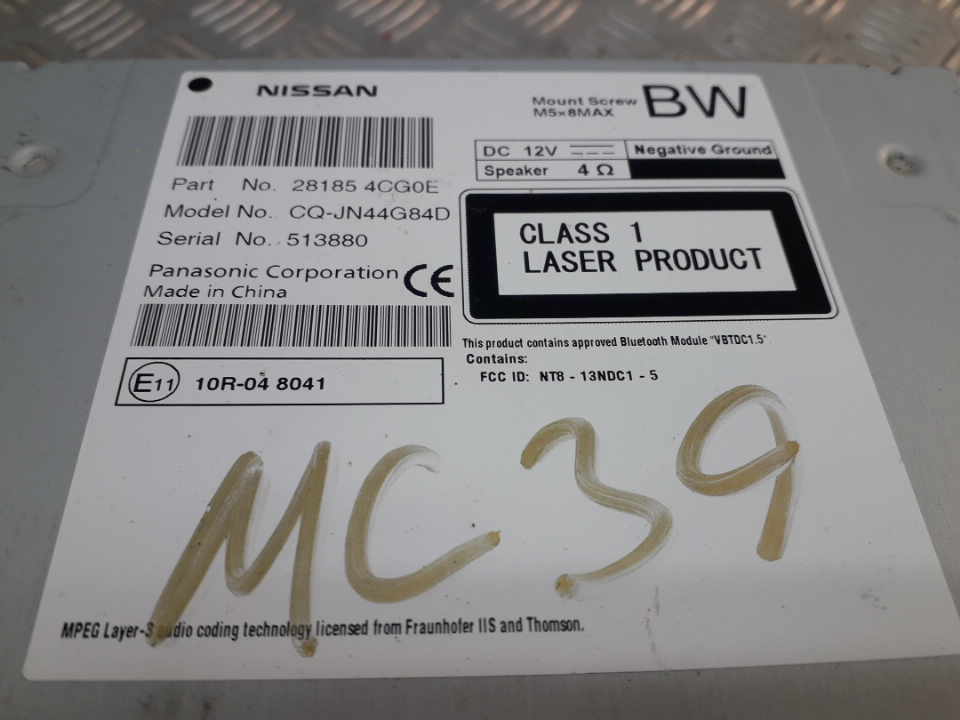 NISSAN
Mount Screw
M5×8MAX
BW
Part No. 28185 4CG0E
Model No. CQ-JN44G84D
Serial No. 513880
Panasonic Corporation
Made in China
CE
DC 12V
Negative Ground
Speaker 4 Ω
CLASS 1
LASER PRODUCT
This product contains approved Bluetooth Module "VBTDC1.5"
Contains:
FCC ID: NT8 - 13NDC1 - 5
E11 10R-04 8041
MC 39
MPEG Layer-3 audio coding technology licensed from Fraunhofer IIS and Thomson.